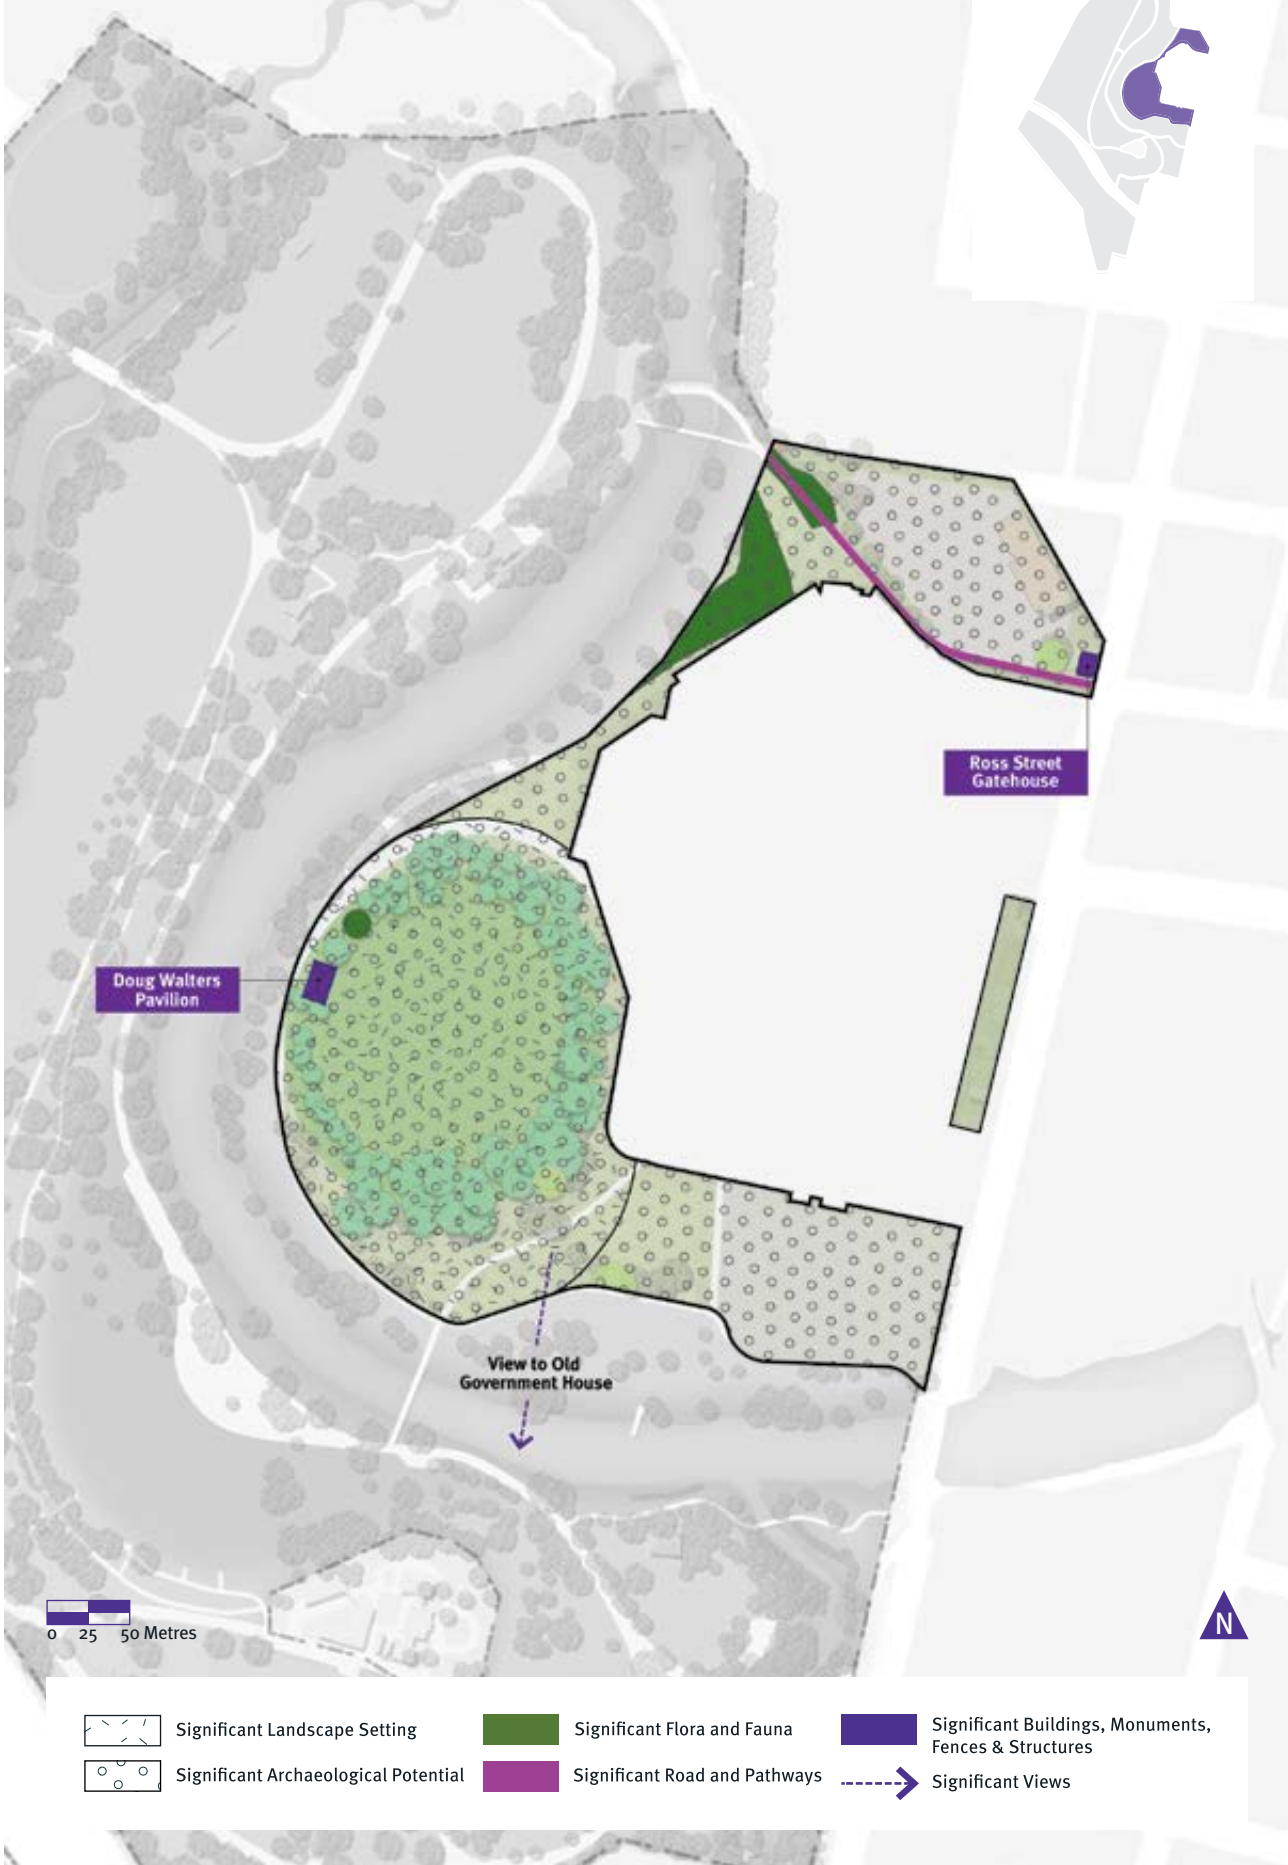 Ross Street
Gatehouse
Doug Walters
Pavilion
View to Old
Government House
0 25 50 Metres
N
Significant Landscape Setting
Significant Archaeological Potential
Significant Flora and Fauna
Significant Road and Pathways
Significant Buildings, Monuments,
Fences & Structures
Significant Views